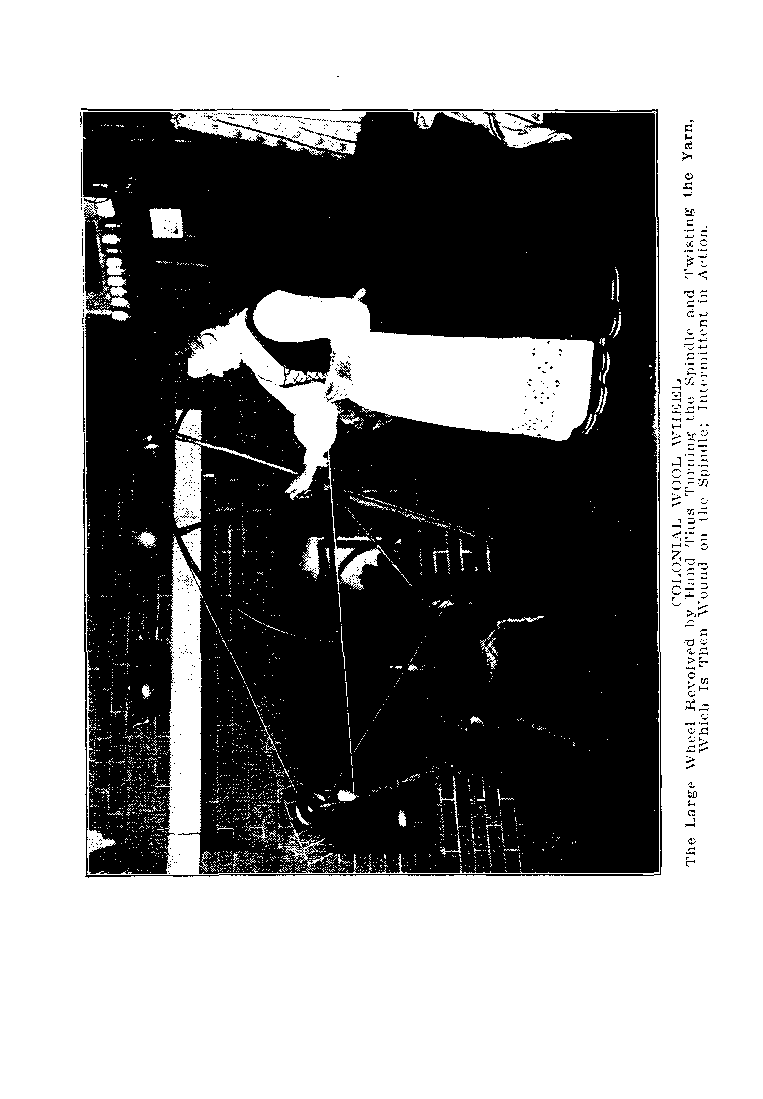 COLONIAL WOOL WHEEL
The Large Wheel Revolved by Hand Thus Turning the Spindle and Twisting the Yarn,
Which Is Then Wound on the Spindle; Intermittent in Action.